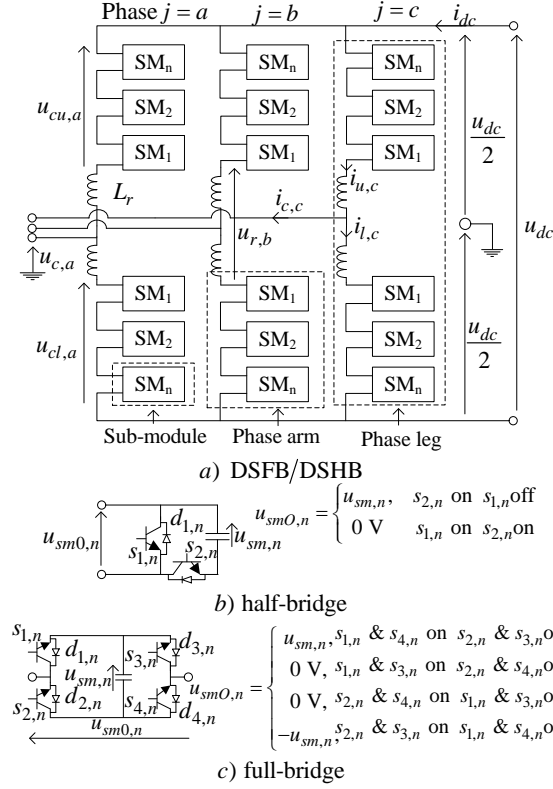 Phase j = a j = b j = c i_dc
SM_n SM_n SM_n
u_cu,a SM_2 SM_2 SM_2 u_dc/2
SM_1 SM_1 SM_1
L_r i_u,c
i_c,c u_dc
u_r,b i_l,c
u_c,a
SM_1 SM_1 SM_1
u_cl,a SM_2 SM_2 SM_2 u_dc/2
SM_n SM_n SM_n
Sub-module Phase arm Phase leg
a) DSFB/DSHB
u_sm0,n s_1,n d_1,n s_2,n u_sm,n
u_smO,n = { u_sm,n, s_2,n on s_1,n off
0 V s_1,n on s_2,n on
b) half-bridge
s_1,n d_1,n s_3,n d_3,n
u_sm,n u_smO,n
s_2,n d_2,n s_4,n d_4,n
u_sm0,n
= { u_sm,n, s_1,n & s_4,n on s_2,n & s_3,n o
0 V, s_1,n & s_3,n on s_2,n & s_4,n o
0 V, s_2,n & s_4,n on s_1,n & s_3,n o
−u_sm,n, s_2,n & s_3,n on s_1,n & s_4,n o
c) full-bridge